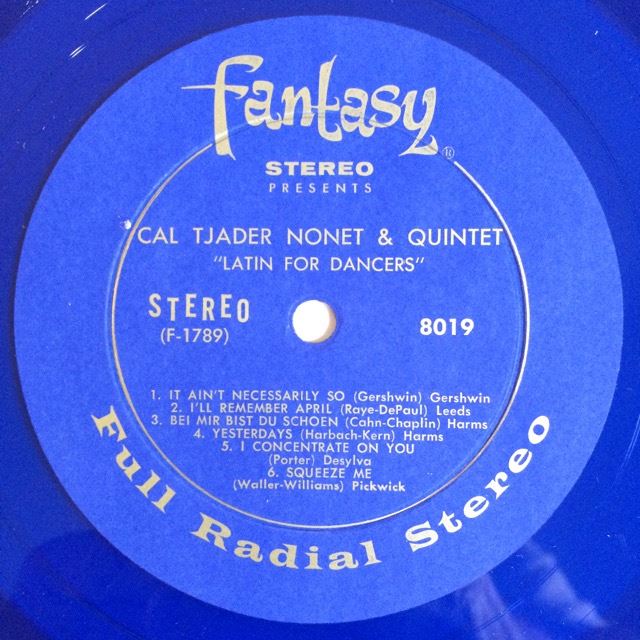 fantasy ®
STEREO
PRESENTS
CAL TJADER NONET & QUINTET
"LATIN FOR DANCERS"
STEREO
(F-1789)
8019
1. IT AIN'T NECESSARILY SO (Gershwin) Gershwin
2. I'LL REMEMBER APRIL (Raye-DePaul) Leeds
3. BEI MIR BIST DU SCHOEN (Cahn-Chaplin) Harms
4. YESTERDAYS (Harbach-Kern) Harms
5. I CONCENTRATE ON YOU
(Porter) Desylva
6. SQUEEZE ME
(Waller-Williams) Pickwick
Full Radial Stereo